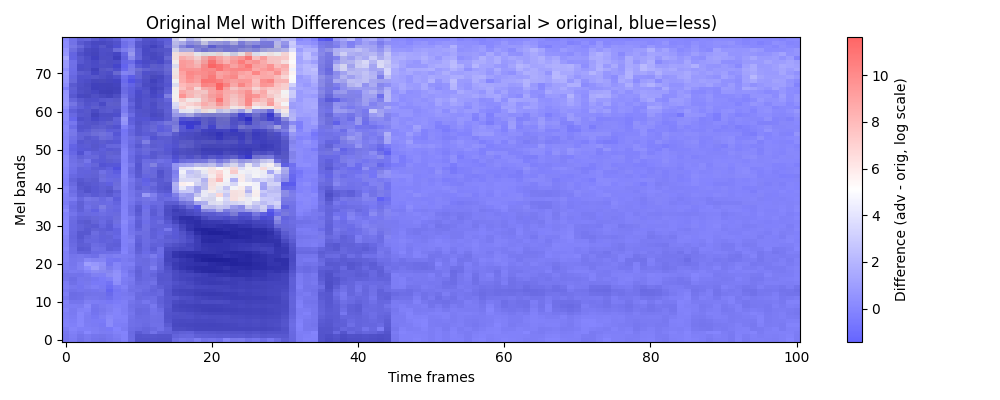 Original Mel with Differences (red=adversarial > original, blue=less)
Mel bands
70
60
50
40
30
20
10
0
0 20 40 60 80 100
Time frames
10
8
6
4
2
0
Difference (adv - orig, log scale)